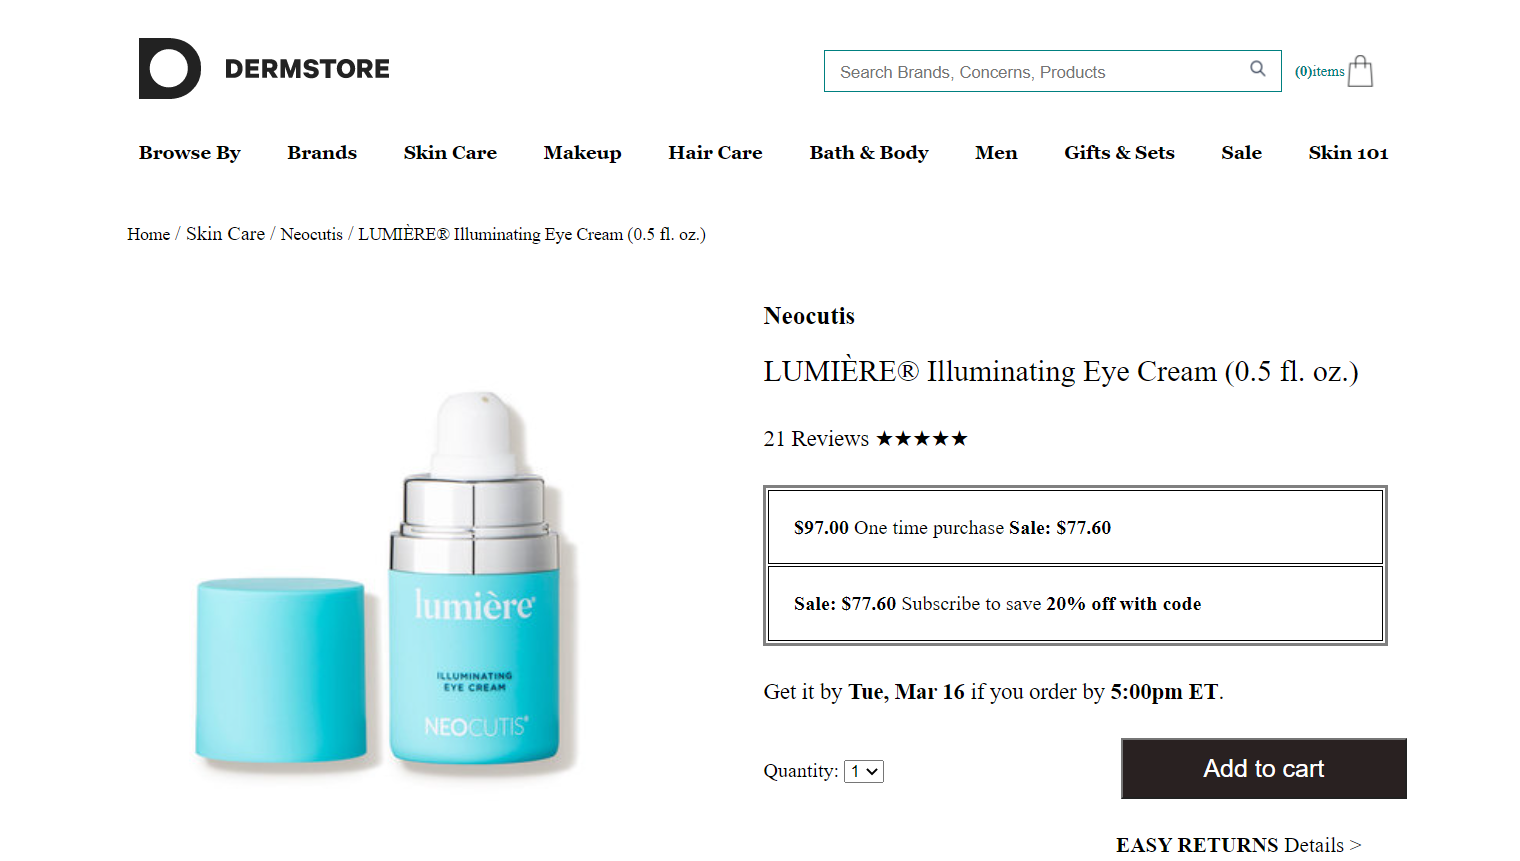 DERMSTORE
Search Brands, Concerns, Products
(0)items
Browse By Brands Skin Care Makeup Hair Care Bath & Body Men Gifts & Sets Sale Skin 101
Home / Skin Care / Neocutis / LUMIÈRE® Illuminating Eye Cream (0.5 fl. oz.)
lumière®
ILLUMINATING
EYE CREAM
NEOCUTIS®
Neocutis
LUMIÈRE® Illuminating Eye Cream (0.5 fl. oz.)
21 Reviews ★★★★★
$97.00 One time purchase Sale: $77.60
Sale: $77.60 Subscribe to save 20% off with code
Get it by Tue, Mar 16 if you order by 5:00pm ET.
Quantity: 1
Add to cart
EASY RETURNS Details >